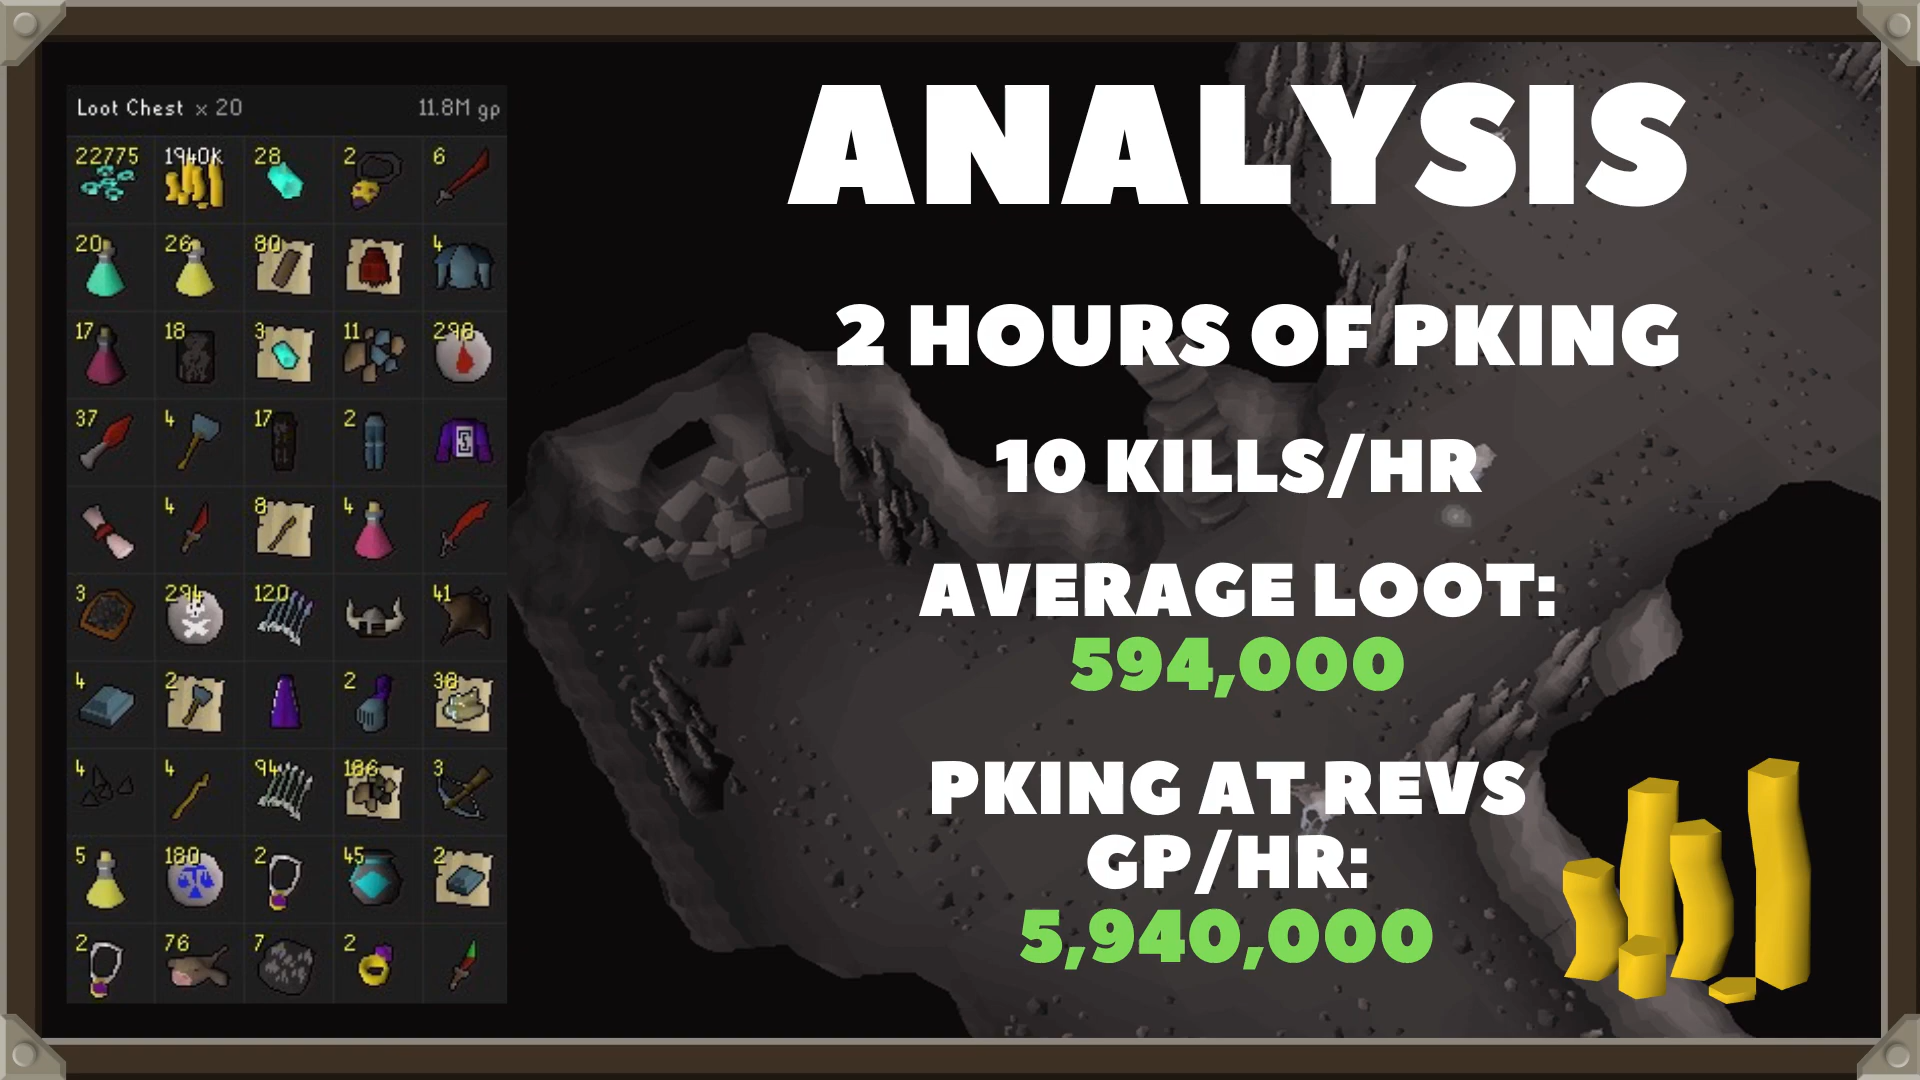 Loot Chest x 20 11.8M gp
22775 1940K 28 2 6
20 26 80 4
17 18 3 11 298
37 4 17 2
4 8 4
3 294 120 41
4 2 2 38
4 4 94 186 3
5 180 2 45 2
2 76 7 2
ANALYSIS
2 HOURS OF PKING
10 KILLS/HR
AVERAGE LOOT:
594,000
PKING AT REVS
GP/HR:
5,940,000